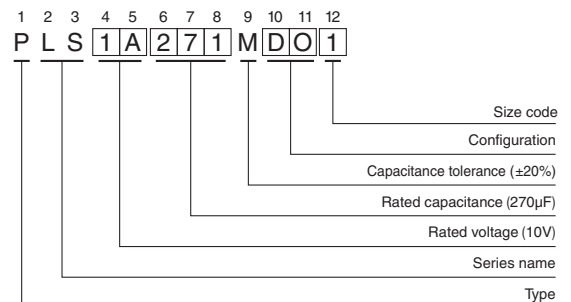 1 2 3 4 5 6 7 8 9 10 11 12
P L S 1 A 2 7 1 M D O 1
Size code
Configuration
Capacitance tolerance (±20%)
Rated capacitance (270µF)
Rated voltage (10V)
Series name
Type